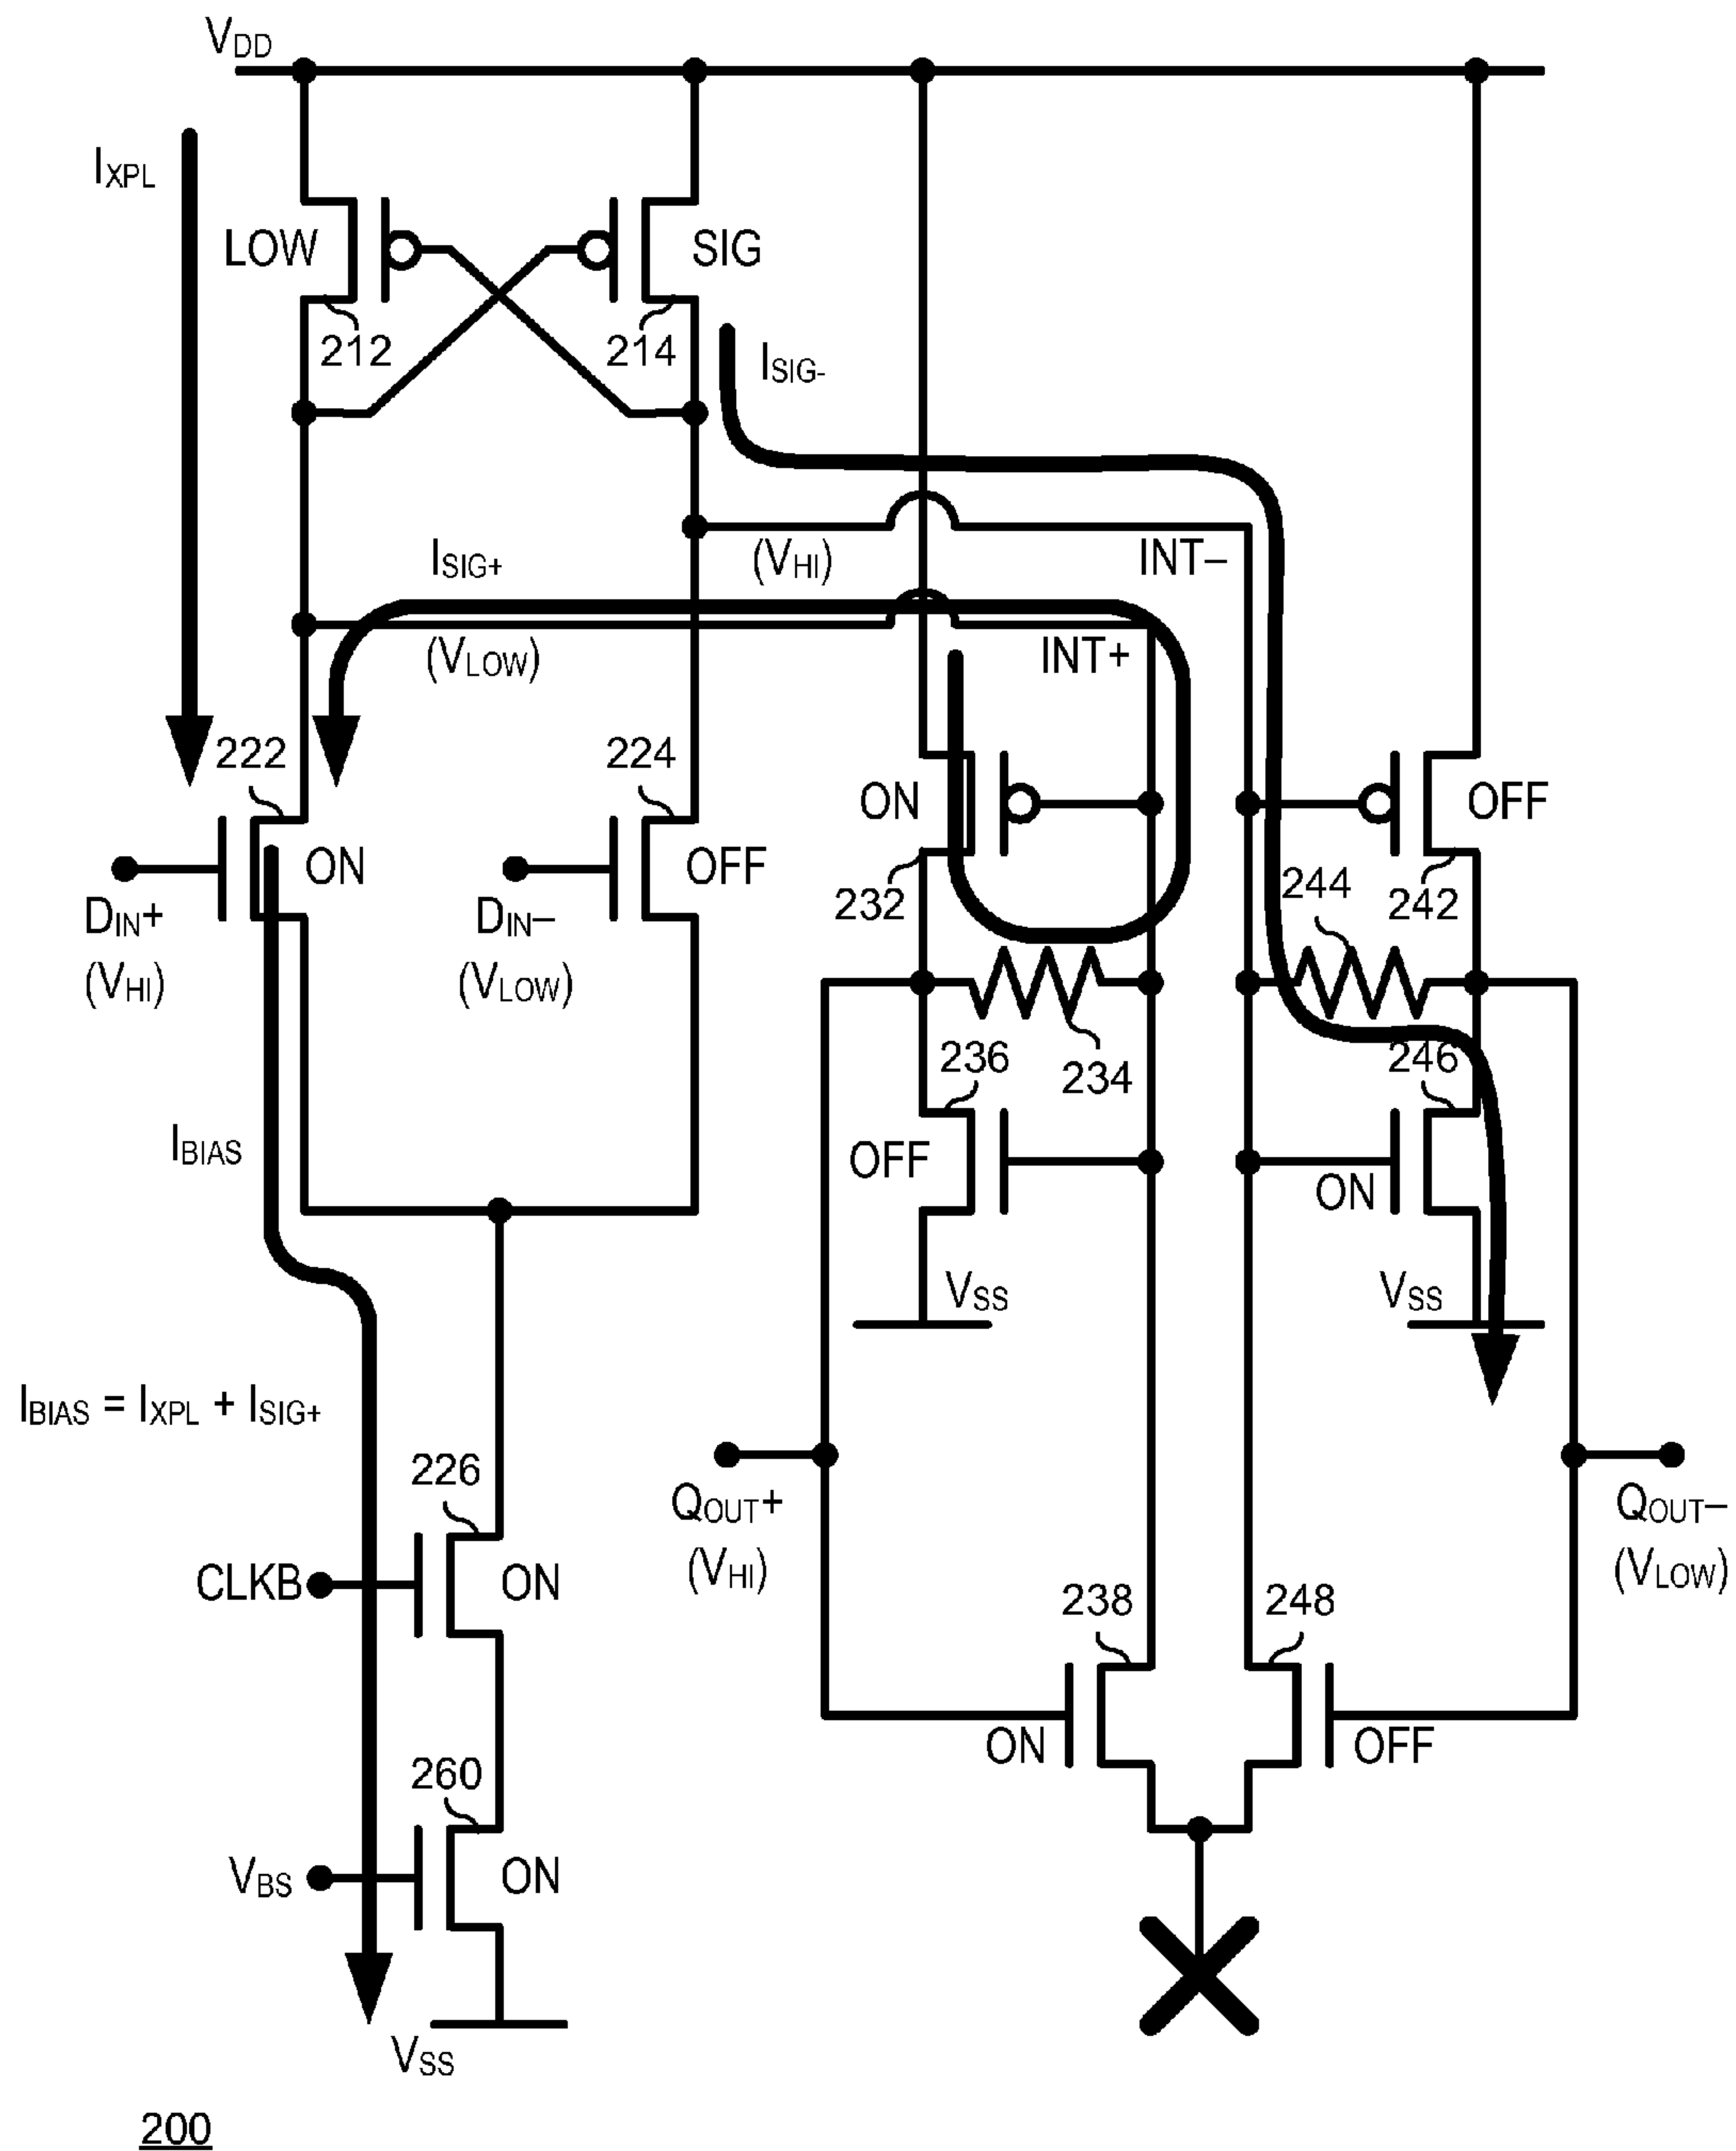 VDD
IXPL
LOW
SIG
212
214
ISIG-
ISIG+
(VHI)
INT–
(VLOW)
INT+
222
224
ON
OFF
ON
OFF
232
244
242
DIN+
(VHI)
DIN–
(VLOW)
236
234
246
IBIAS
OFF
ON
VSS
VSS
IBIAS = IXPL + ISIG+
226
QOUT+
(VHI)
QOUT–
(VLOW)
CLKB
ON
238
248
ON
OFF
260
VBS
ON
VSS
200